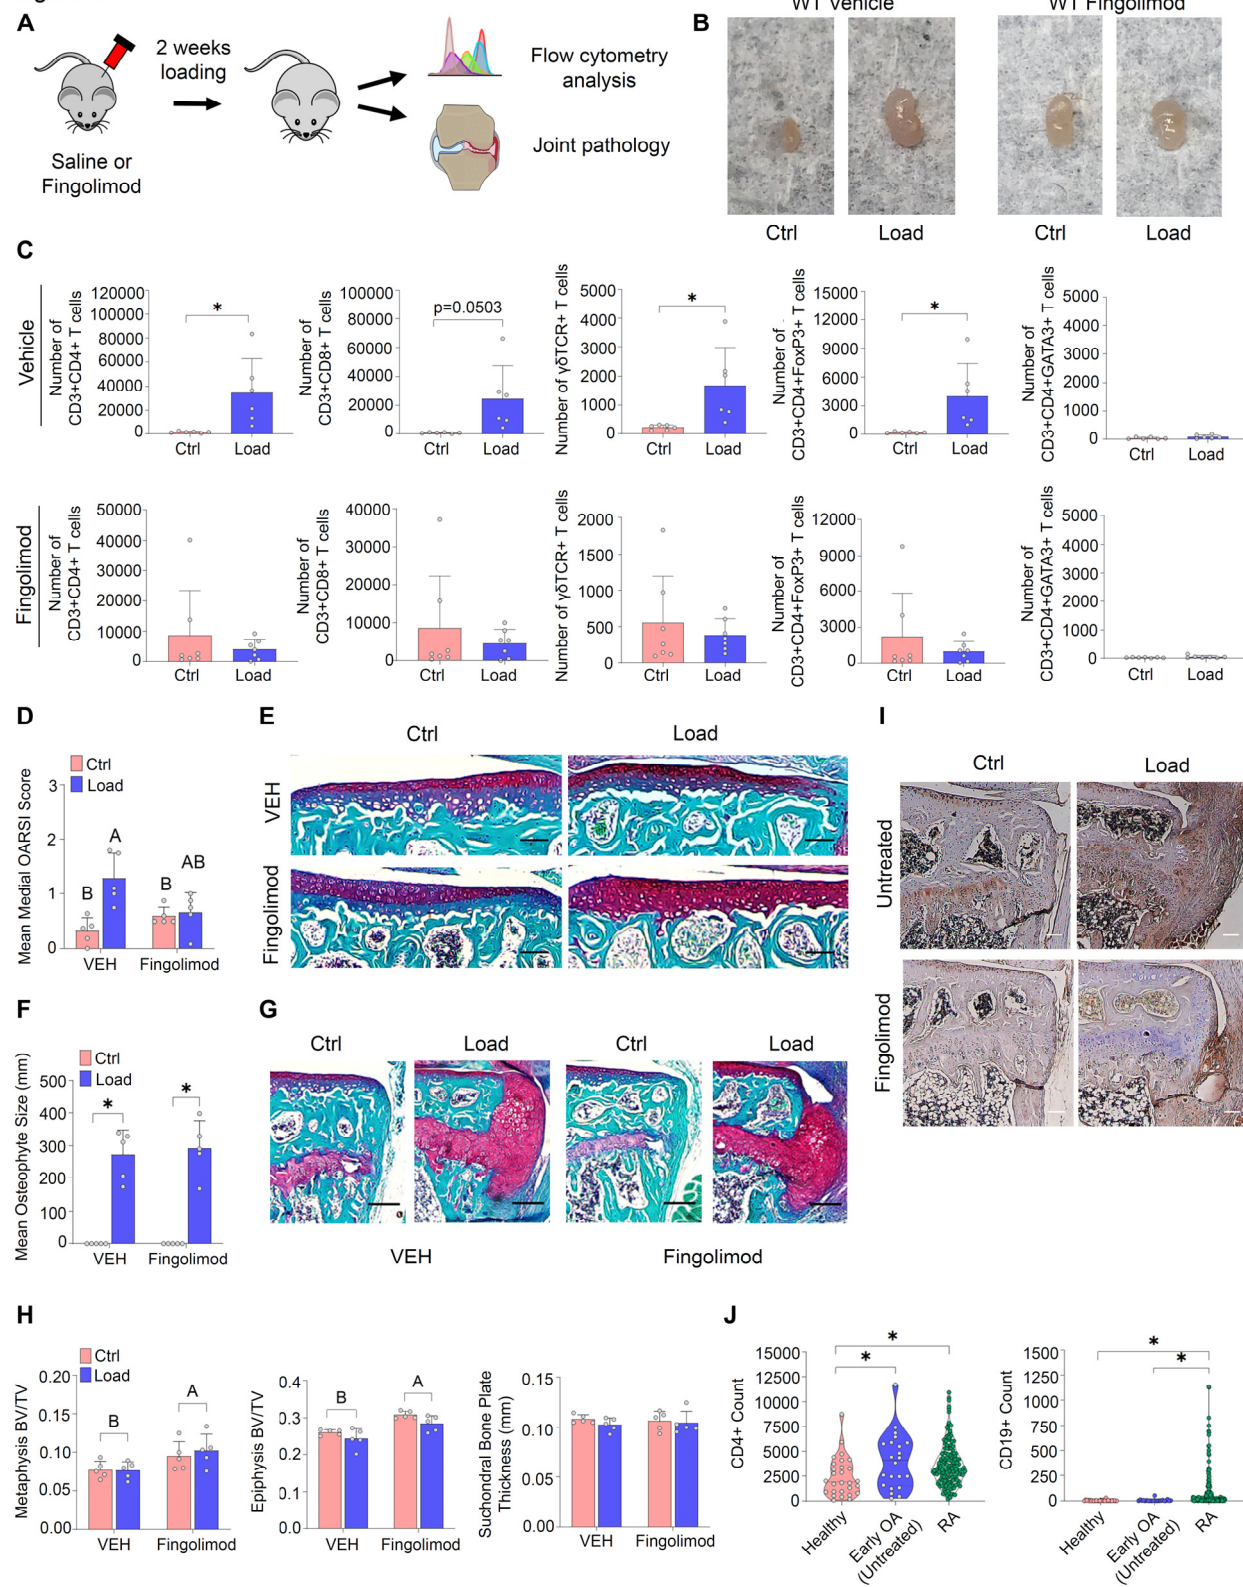 WT Vehicle
WT Fingolimod
A
2 weeks
loading
Saline or
Fingolimod
Flow cytometry
analysis
Joint pathology
B
Ctrl
Load
Ctrl
Load
C
Vehicle
Number of
CD3+CD4+ T cells
120000
100000
80000
60000
40000
20000
0
*
Ctrl
Load
Number of
CD3+CD8+ T cells
100000
80000
60000
40000
20000
0
p=0.0503
Ctrl
Load
Number of γδTCR+ T cells
5000
4000
3000
2000
1000
0
*
Ctrl
Load
Number of
CD3+CD4+FoxP3+ T cells
15000
12000
9000
6000
3000
0
*
Ctrl
Load
Number of
CD3+CD4+GATA3+ T cells
5000
4000
3000
2000
1000
0
Ctrl
Load
Fingolimod
Number of
CD3+CD4+ T cells
50000
40000
30000
20000
10000
0
Ctrl
Load
Number of
CD3+CD8+ T cells
40000
30000
20000
10000
0
Ctrl
Load
Number of γδTCR+ T cells
2000
1500
1000
500
0
Ctrl
Load
Number of
CD3+CD4+FoxP3+ T cells
12000
9000
6000
3000
0
Ctrl
Load
Number of
CD3+CD4+GATA3+ T cells
5000
4000
3000
2000
1000
0
Ctrl
Load
D
Ctrl
Load
Mean Medial OARSI Score
3
2
1
0
B
A
B
AB
VEH
Fingolimod
E
Ctrl
Load
VEH
Fingolimod
F
Ctrl
Load
Mean Osteophyte Size (mm)
500
400
300
200
100
0
*
*
VEH
Fingolimod
G
Ctrl
Load
Ctrl
Load
VEH
Fingolimod
I
Ctrl
Load
Untreated
Fingolimod
H
Ctrl
Load
Metaphysis BV/TV
0.20
0.15
0.10
0.05
0.00
B
A
VEH
Fingolimod
Epiphysis BV/TV
0.4
0.3
0.2
0.1
0.0
B
A
VEH
Fingolimod
Suchondral Bone Plate
Thickness (mm)
0.15
0.10
0.05
0.00
VEH
Fingolimod
J
CD4+ Count
15000
12500
10000
7500
5000
2500
0
*
*
Healthy
Early OA
(Untreated)
RA
CD19+ Count
1500
1250
1000
750
500
250
0
*
*
Healthy
Early OA
(Untreated)
RA